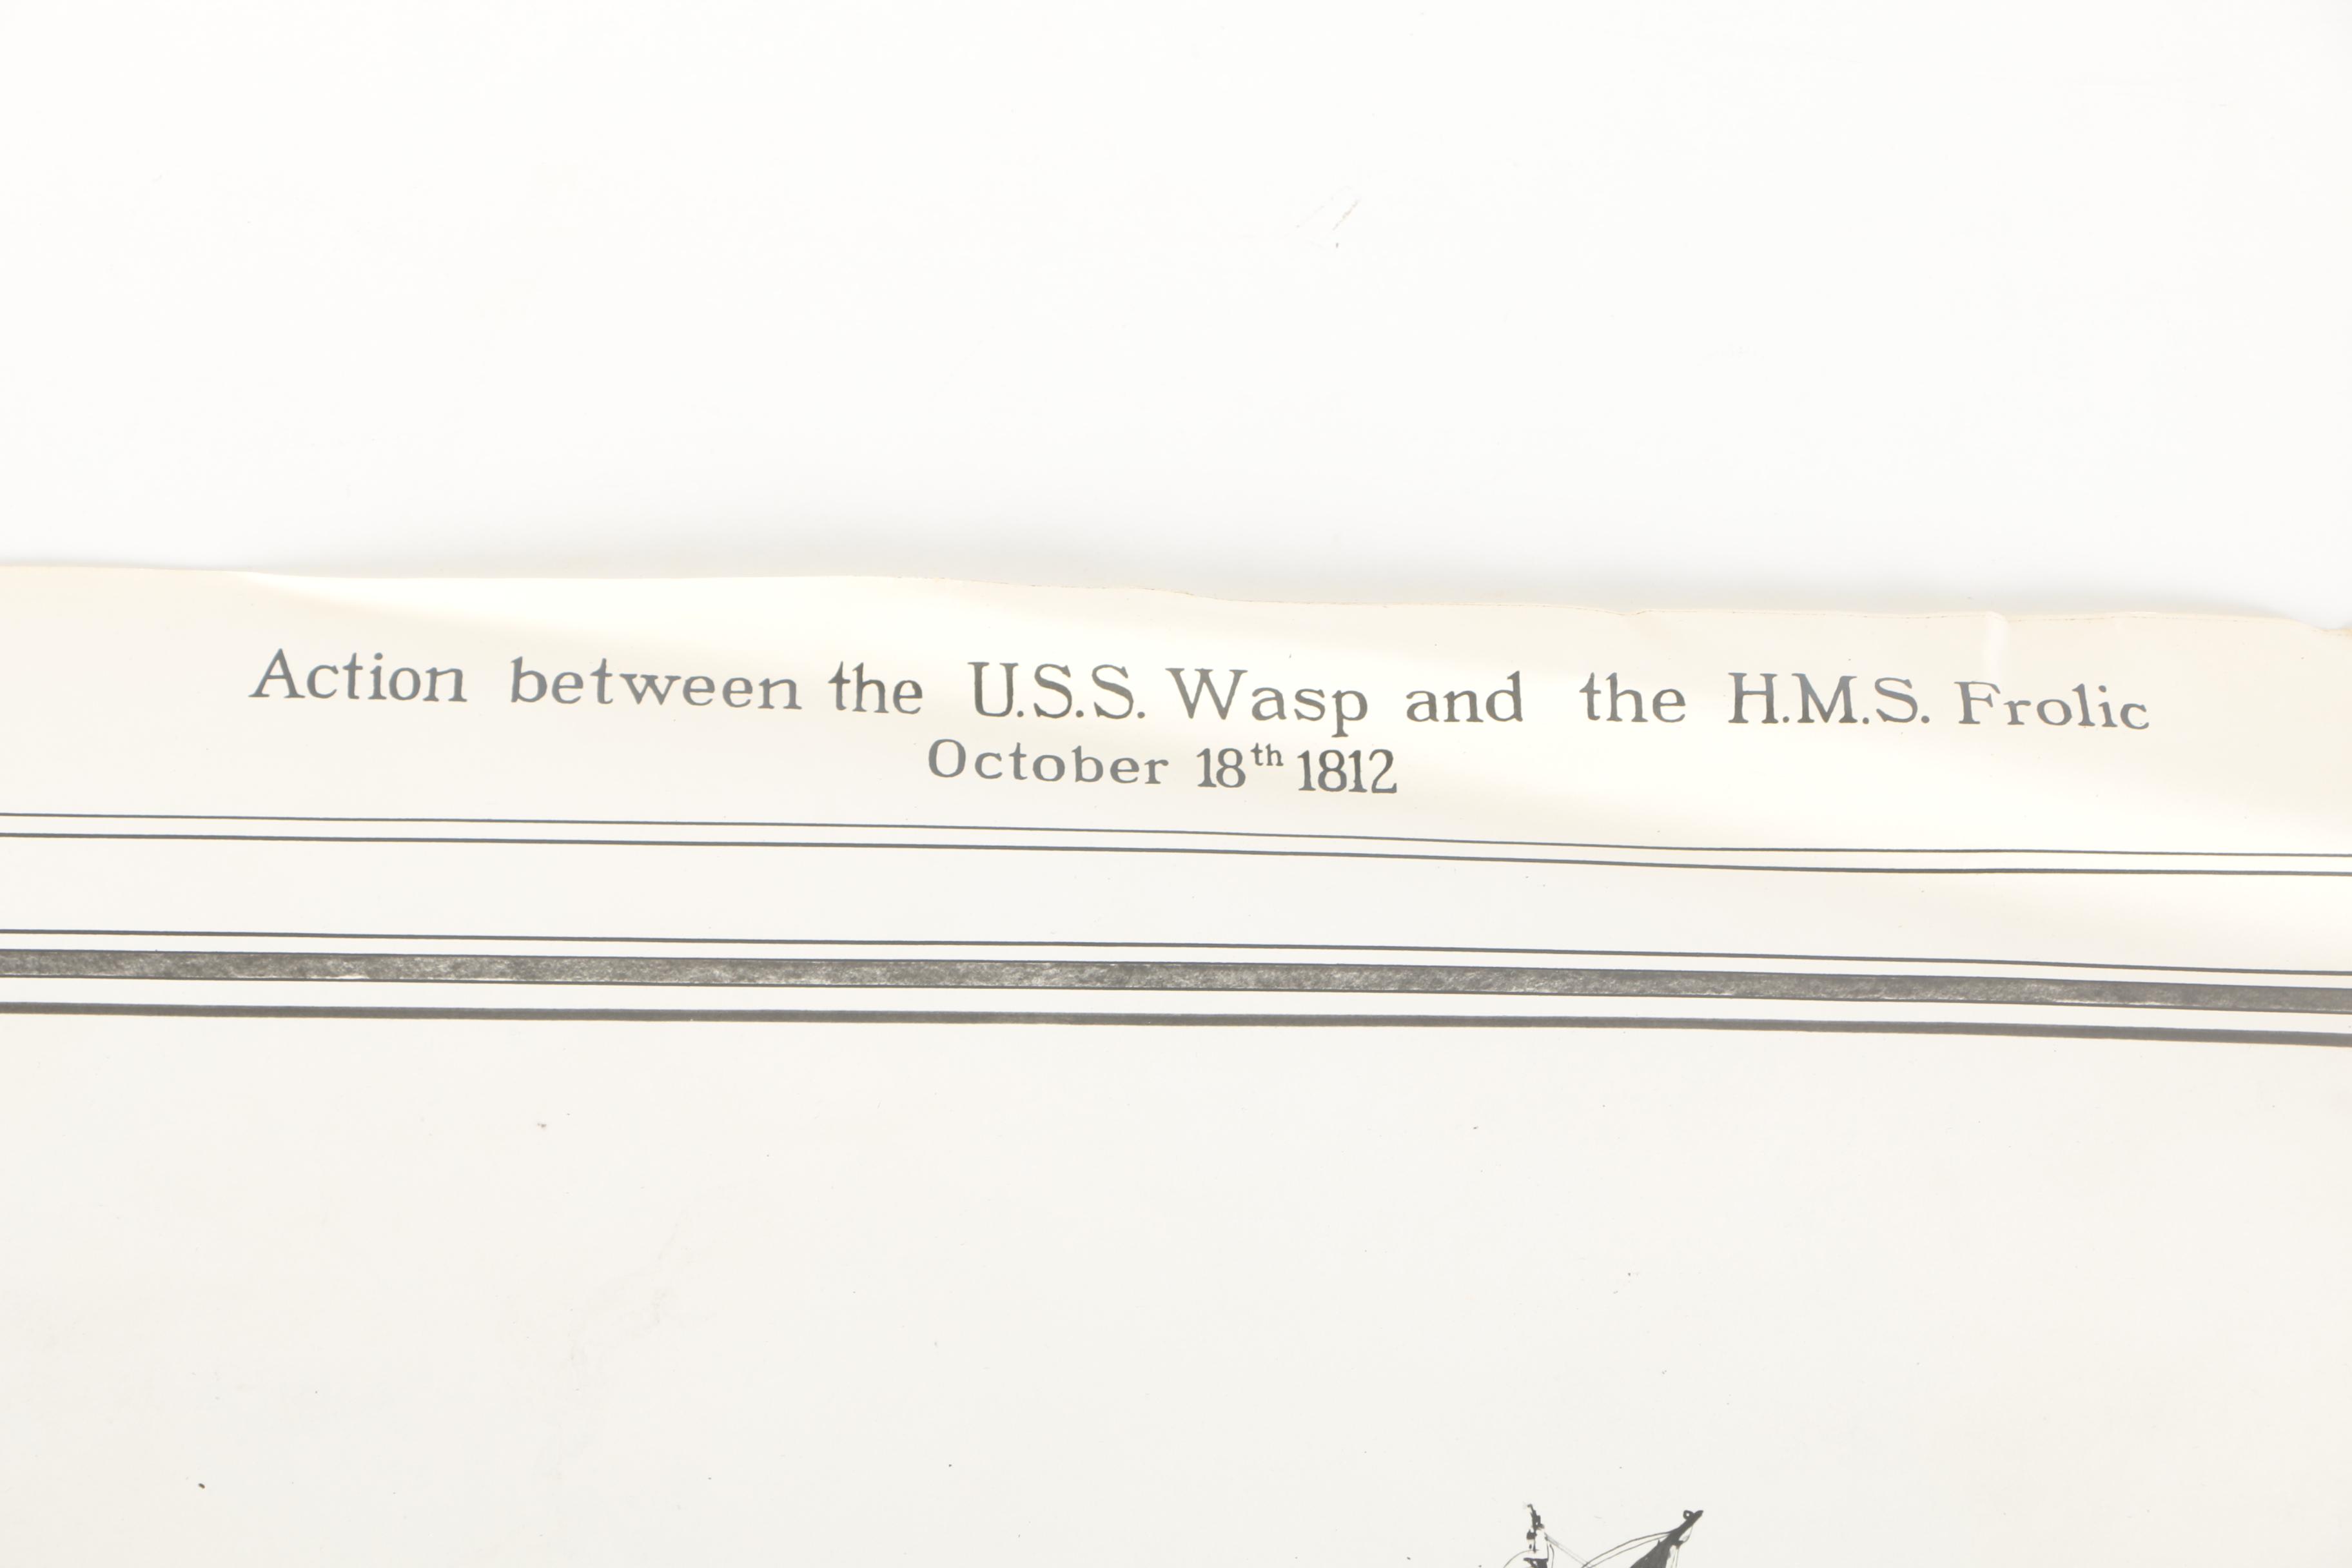 Action between the U.S.S. Wasp and the H.M.S. Frolic
October 18th 1812